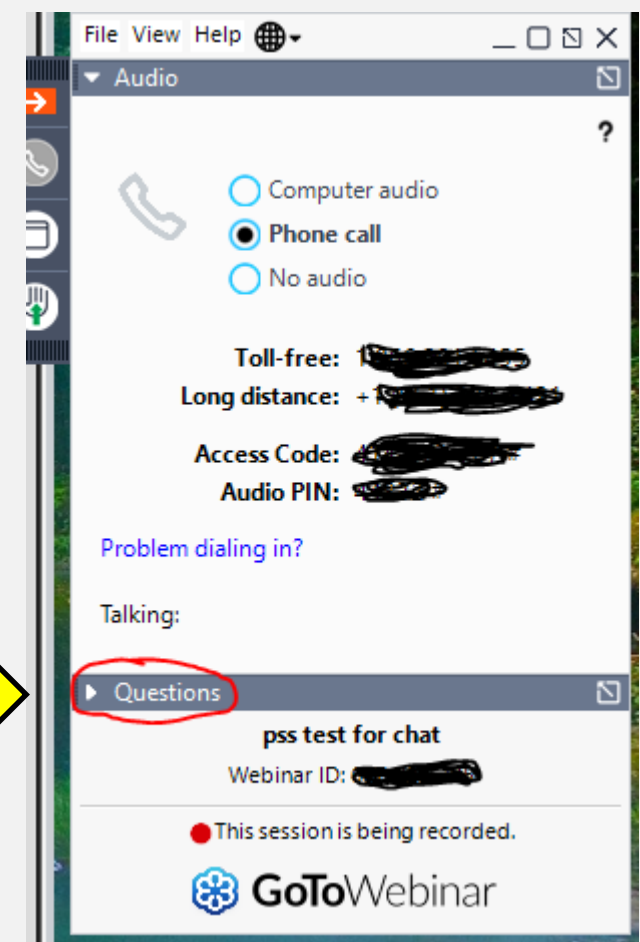 File View Help
Audio
?
Computer audio
Phone call
No audio
Toll-free:
Long distance: +1
Access Code:
Audio PIN:
Problem dialing in?
Talking:
Questions
pss test for chat
Webinar ID:
This session is being recorded.
GoToWebinar